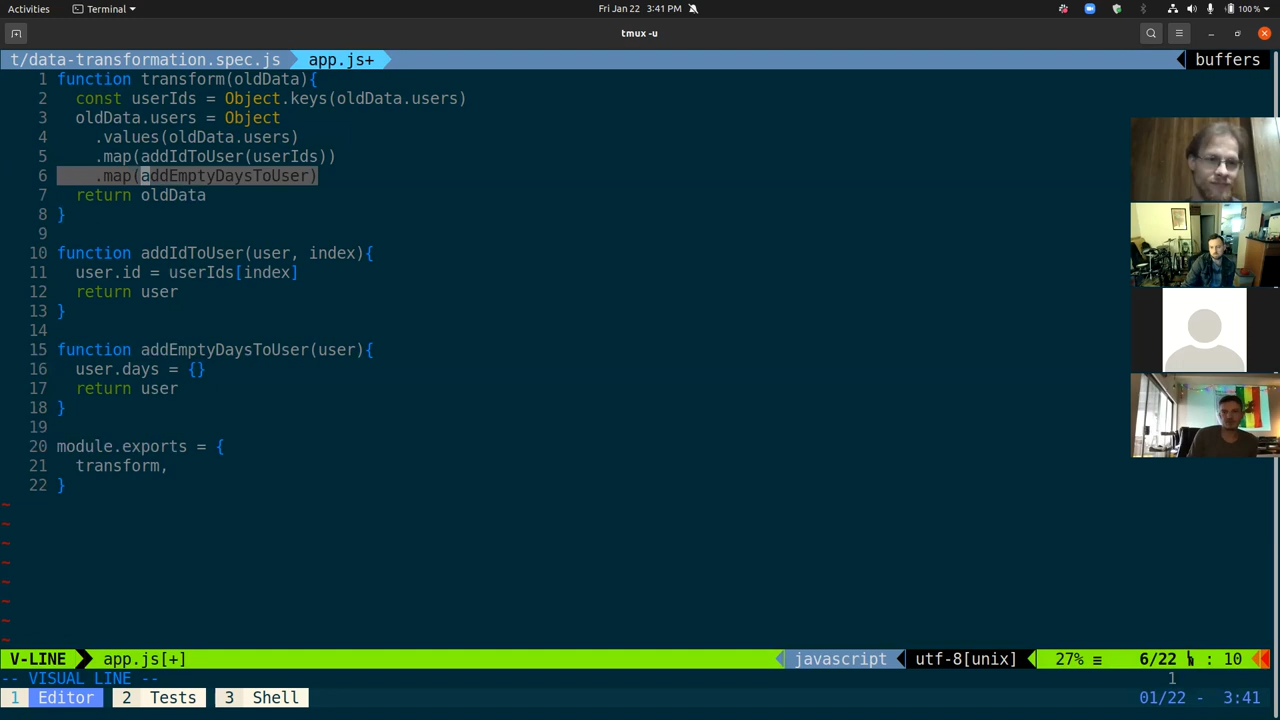 Activities Terminal Fri Jan 22 3:41 PM 100 %
tmux -u
t/data-transformation.spec.js app.js+ buffers
1 function transform(oldData){
2 const userIds = Object.keys(oldData.users)
3 oldData.users = Object
4 .values(oldData.users)
5 .map(addIdToUser(userIds))
6 .map(addEmptyDaysToUser)
7 return oldData
8 }
9
10 function addIdToUser(user, index){
11 user.id = userIds[index]
12 return user
13 }
14
15 function addEmptyDaysToUser(user){
16 user.days = {}
17 return user
18 }
19
20 module.exports = {
21 transform,
22 }
~
~
~
~
~
~
~
~
V-LINE app.js[+] javascript utf-8[unix] 27% ≡ 6/22 : 10
-- VISUAL LINE -- 1
1 Editor 2 Tests 3 Shell 01/22 - 3:41